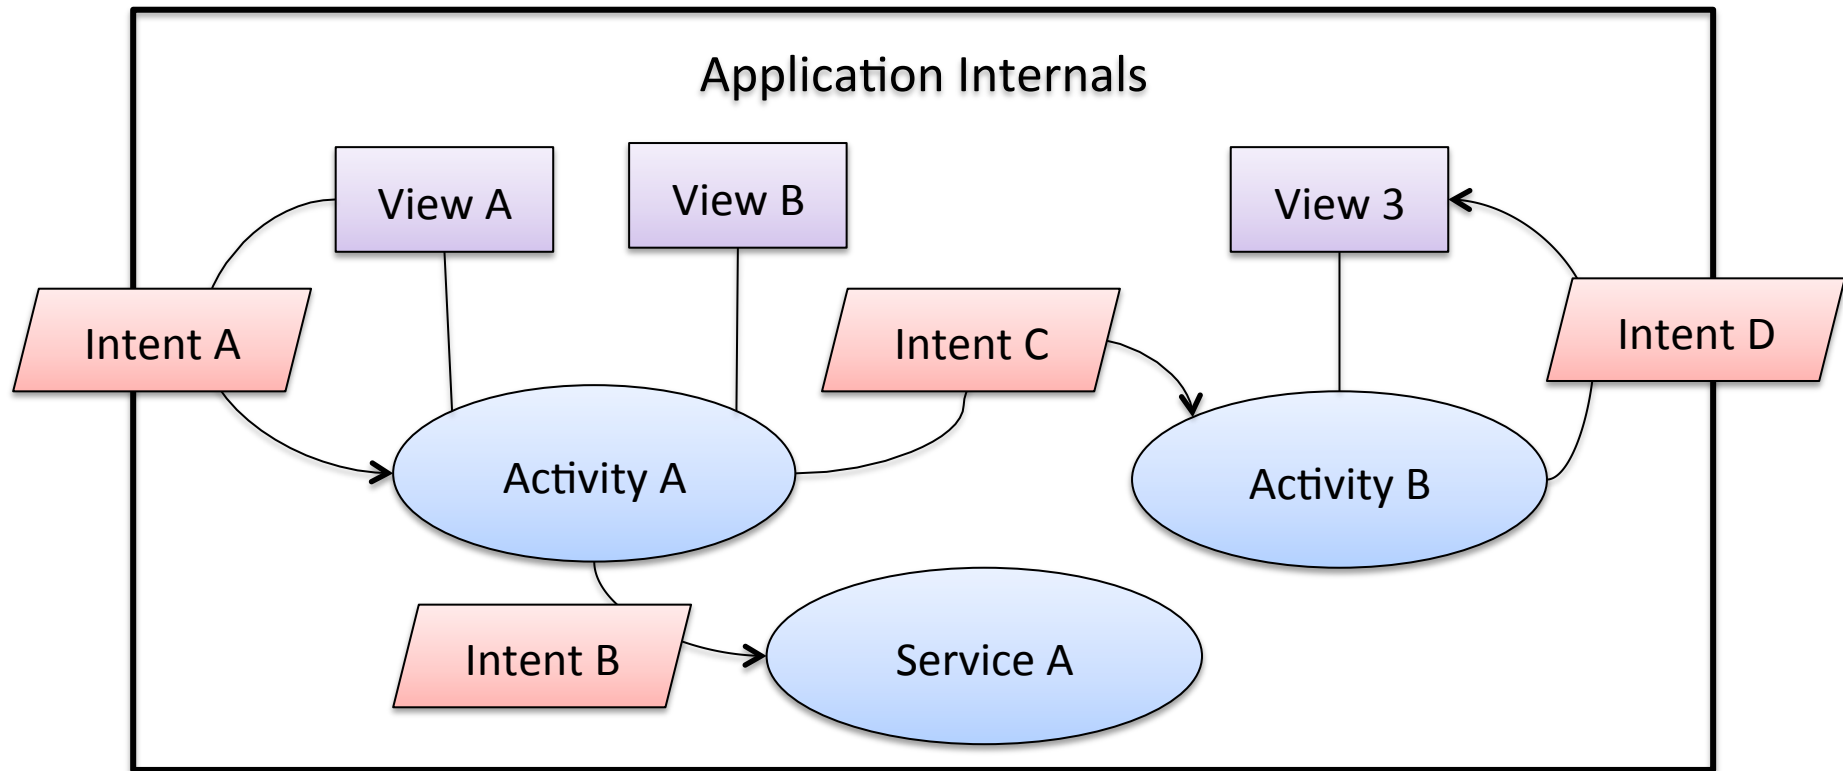 Application Internals
View A
View B
View 3
Intent A
Intent C
Intent D
Activity A
Activity B
Intent B
Service A